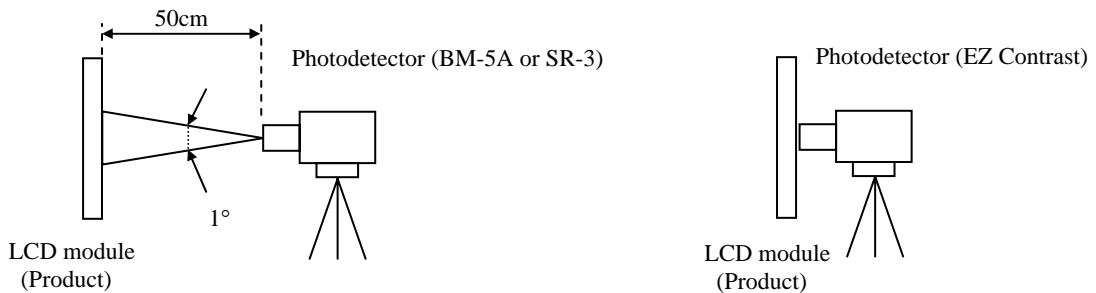 50cm
Photodetector (BM-5A or SR-3)
1°
LCD module
(Product)
Photodetector (EZ Contrast)
LCD module
(Product)